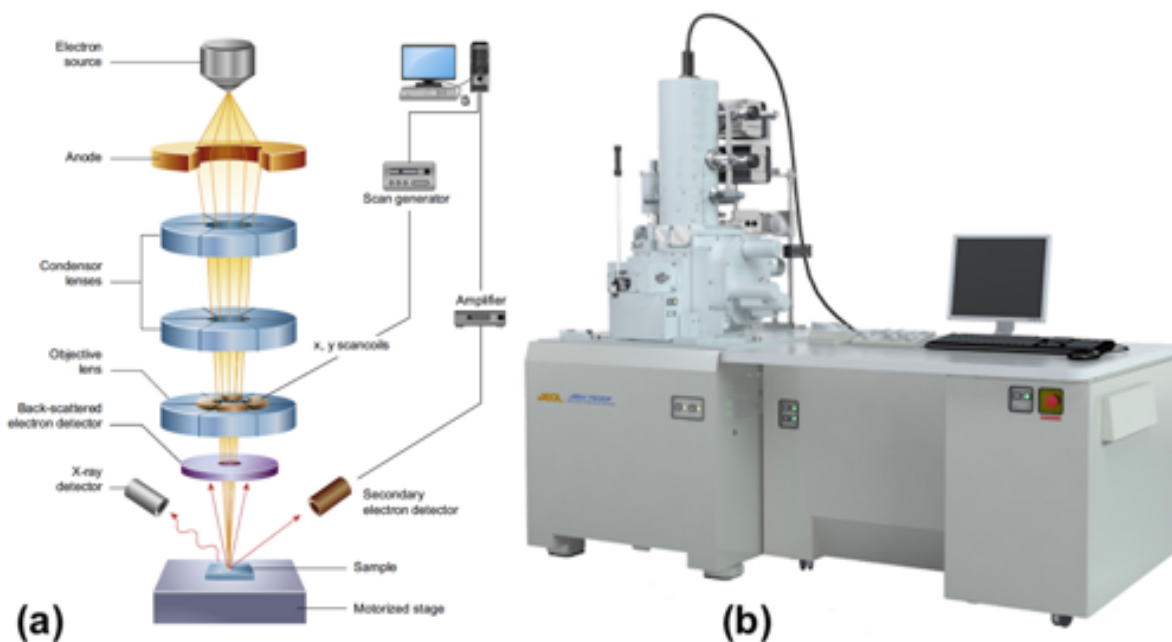 Electron
source
Anode
Scan generator
Condensor
lenses
Amplifier
x, y scancoils
Objective
lens
Back-scattered
electron detector
X-ray
detector
Secondary
electron detector
Sample
Motorized stage
JEOL
(a)
(b)